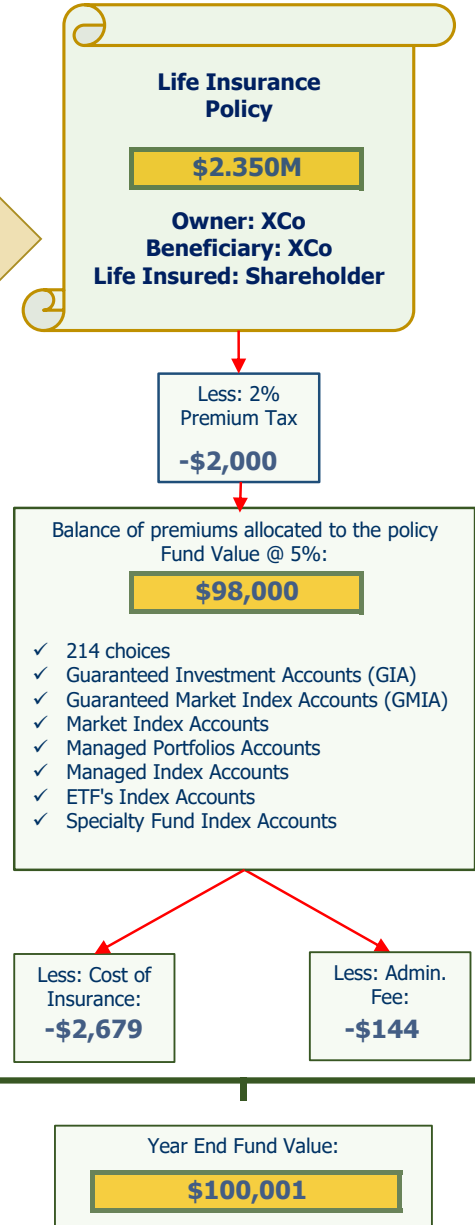 Life Insurance
Policy
$2.350M
Owner: XCo
Beneficiary: XCo
Life Insured: Shareholder
Less: 2%
Premium Tax
-$2,000
Balance of premiums allocated to the policy
Fund Value @ 5%:
$98,000
✓ 214 choices
✓ Guaranteed Investment Accounts (GIA)
✓ Guaranteed Market Index Accounts (GMIA)
✓ Market Index Accounts
✓ Managed Portfolios Accounts
✓ Managed Index Accounts
✓ ETF's Index Accounts
✓ Specialty Fund Index Accounts
Less: Cost of
Insurance:
-$2,679
Less: Admin.
Fee:
-$144
Year End Fund Value:
$100,001